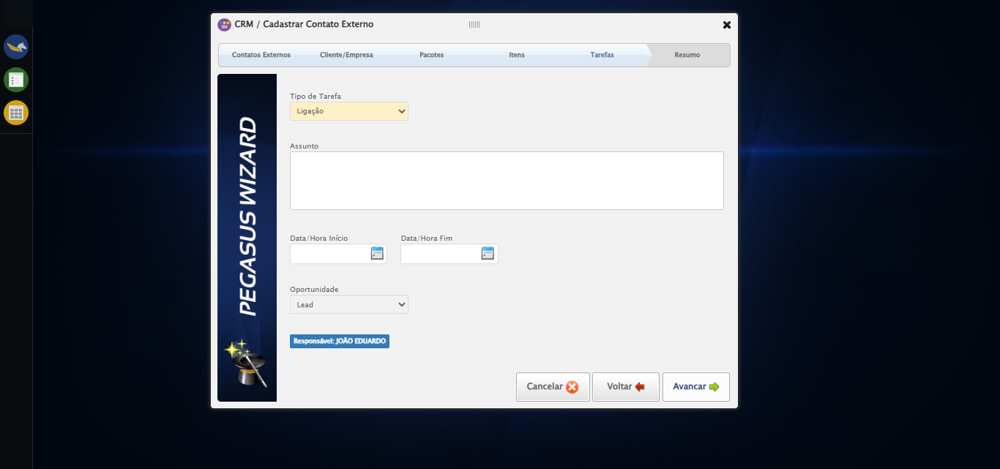 CRM / Cadastrar Contato Externo
Contatos Externos Cliente/Empresa Pacotes Itens Tarefas Resumo
PEGASUS WIZARD
Tipo de Tarefa
Ligação
Assunto
Data/Hora Início Data/Hora Fim
Oportunidade
Lead
Responsável: JOÃO EDUARDO
Cancelar Voltar Avancar